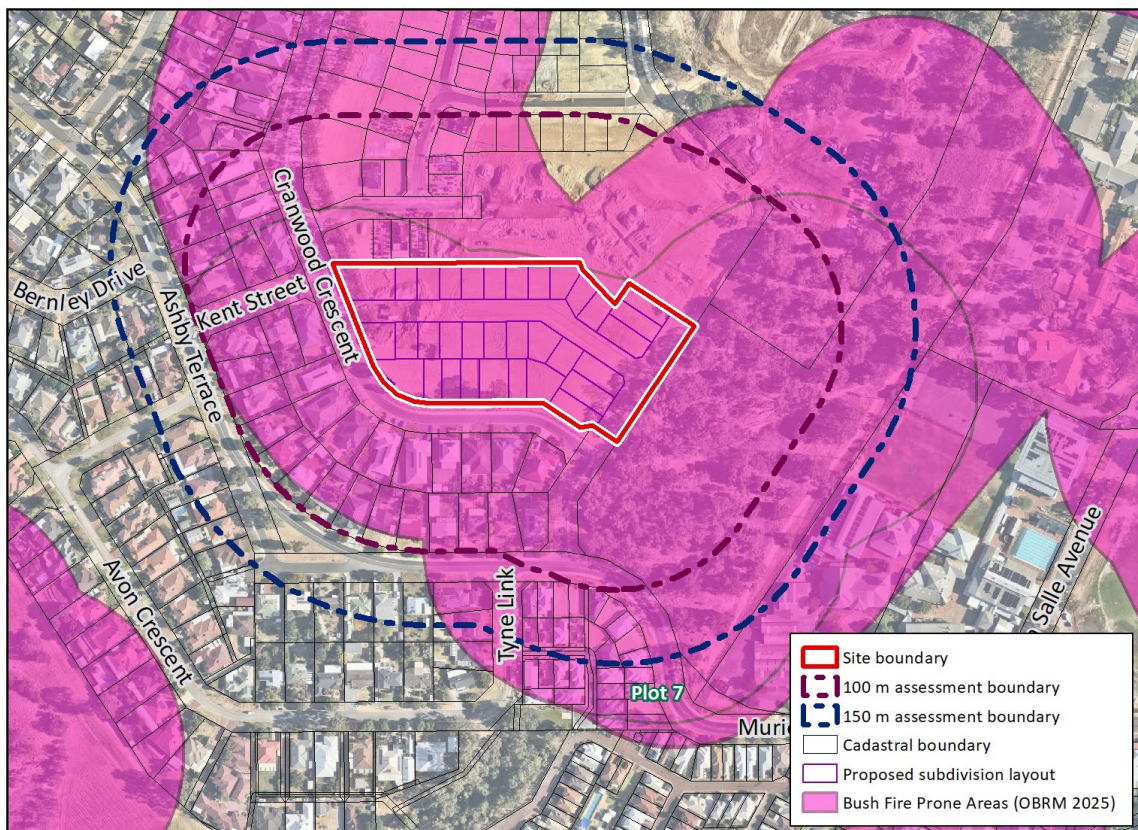 Cranwood Crescent
Bernley Drive
Kent Street
Ashby Terrace
Avon Crescent
Tyne Link
Salle Avenue
Plot 7
Site boundary
100 m assessment boundary
150 m assessment boundary
Cadastral boundary
Proposed subdivision layout
Bush Fire Prone Areas (OBRM 2025)